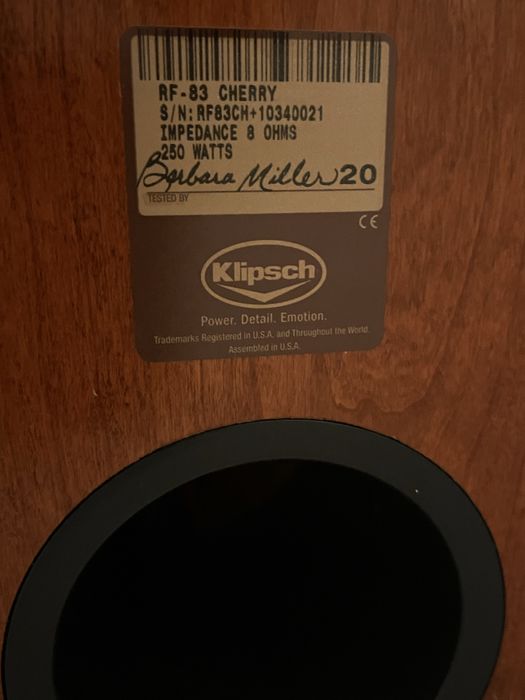 RF-83 CHERRY
S/N:RF83CH+10340021
IMPEDANCE 8 OHMS
250 WATTS
Barbara Miller 20
TESTED BY
CE
Klipsch
Power. Detail. Emotion.
Trademarks Registered in U.S.A. and Throughout the World.
Assembled in U.S.A.